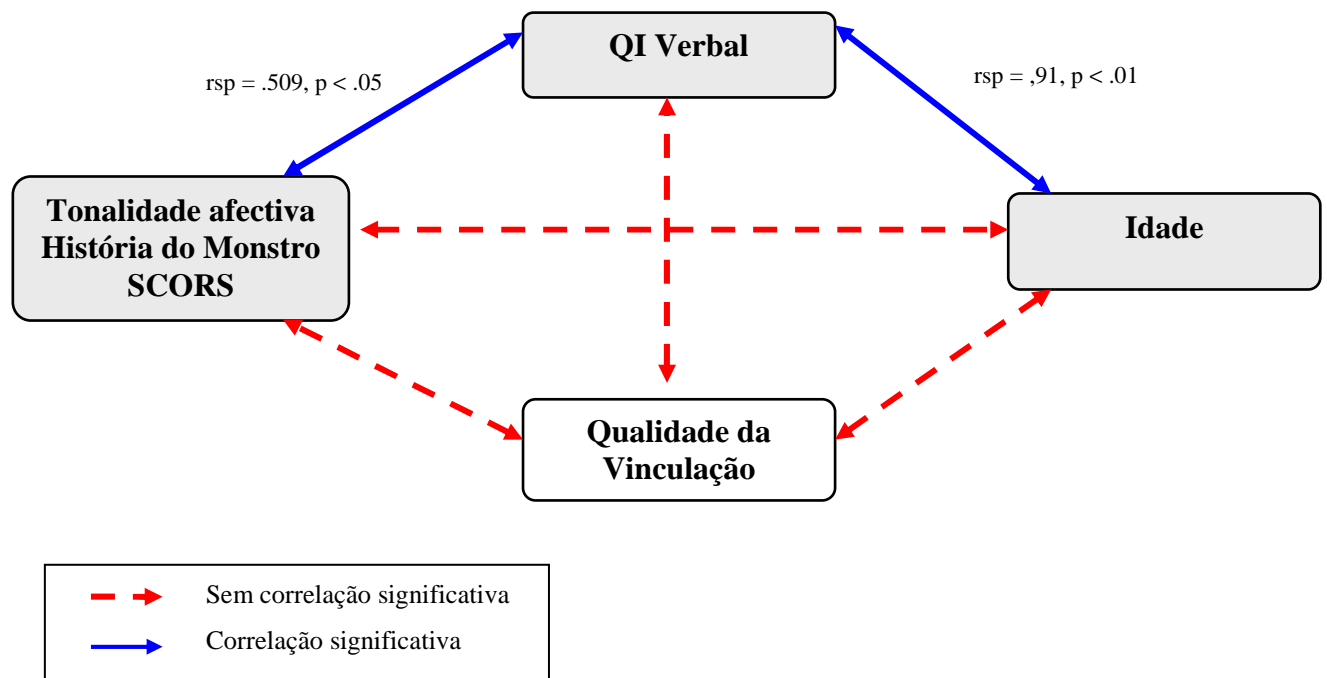 QI Verbal
rsp = .509, p < .05
rsp = ,91, p < .01
Tonalidade afectiva
História do Monstro
SCORS
Idade
Qualidade da
Vinculação
Sem correlação significativa
Correlação significativa